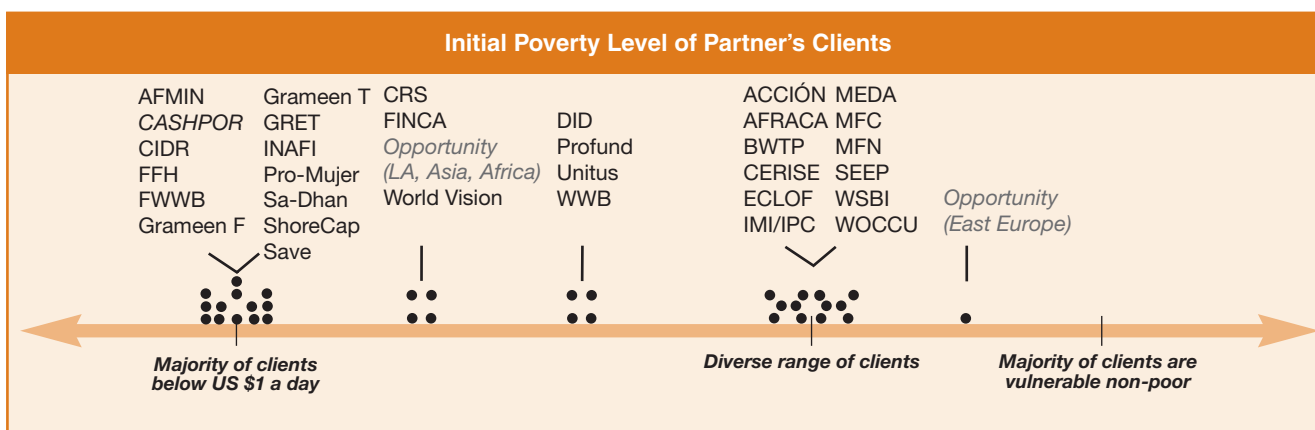 Initial Poverty Level of Partner's Clients
AFMIN
CASHPOR
CIDR
FFH
FWWB
Grameen F
Grameen T
GRET
INAFI
Pro-Mujer
Sa-Dhan
ShoreCap
Save
CRS
FINCA
Opportunity
(LA, Asia, Africa)
World Vision
DID
Profund
Unitus
WWB
ACCIÓN
AFRACA
BWTP
CERISE
ECLOF
IMI/IPC
MEDA
MFC
MFN
SEEP
WSBI
WOCCU
Opportunity
(East Europe)
Majority of clients
below US $1 a day
Diverse range of clients
Majority of clients are
vulnerable non-poor